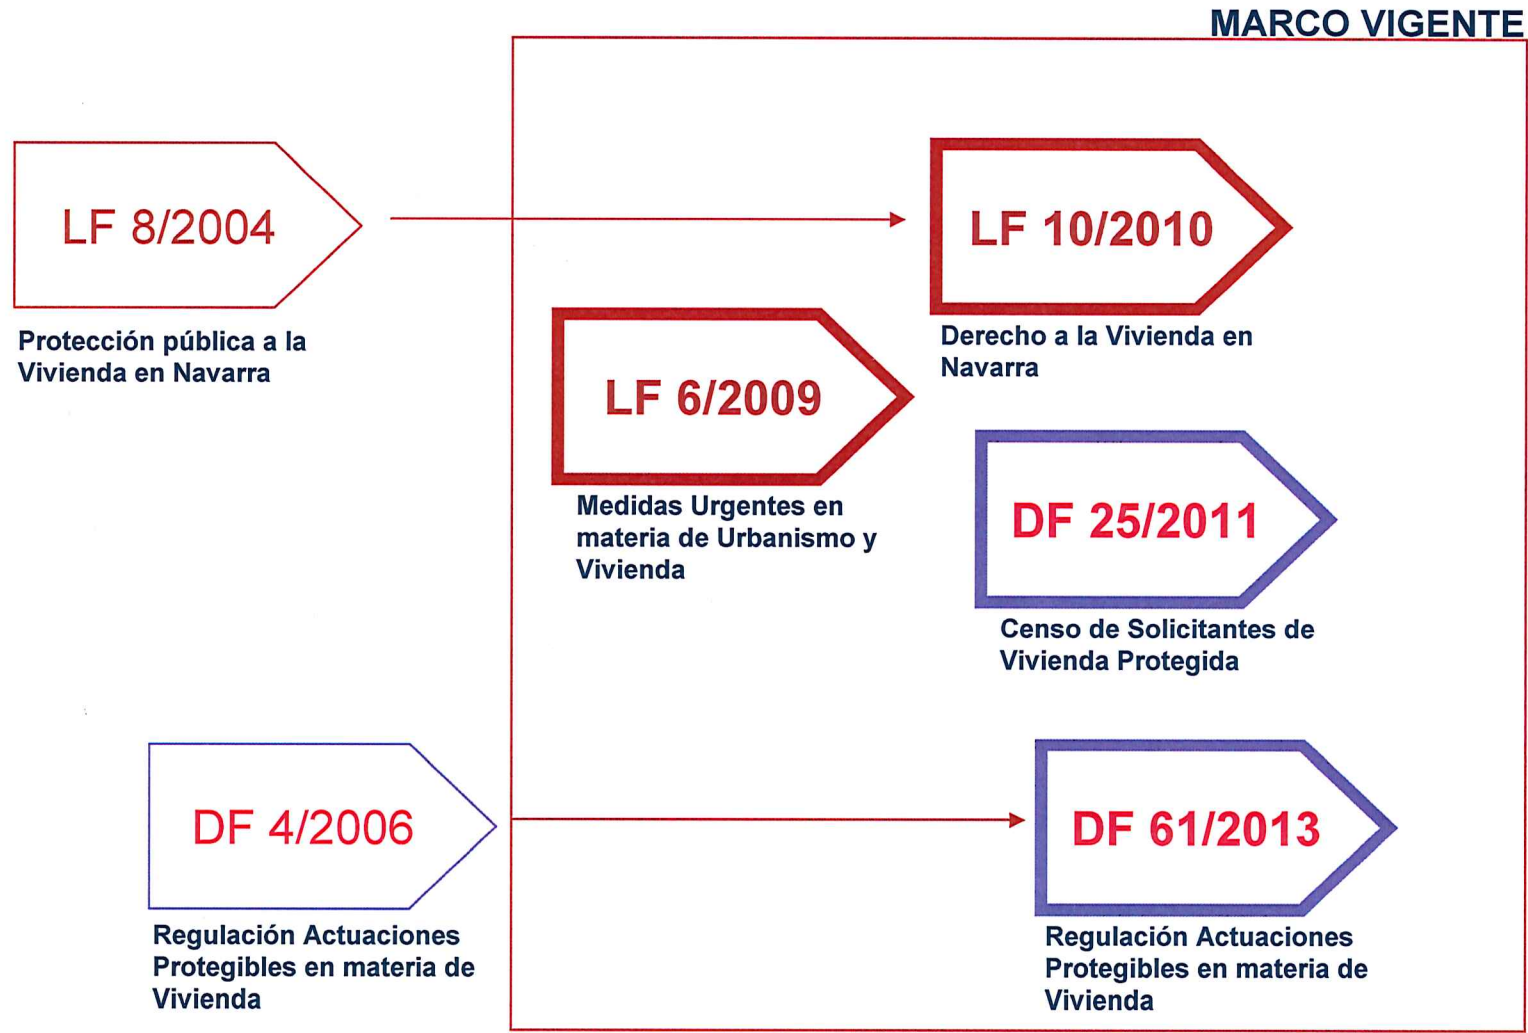 MARCO VIGENTE
LF 8/2004
Protección pública a la
Vivienda en Navarra
LF 10/2010
Derecho a la Vivienda en
Navarra
LF 6/2009
Medidas Urgentes en
materia de Urbanismo y
Vivienda
DF 25/2011
Censo de Solicitantes de
Vivienda Protegida
DF 4/2006
Regulación Actuaciones
Protegibles en materia de
Vivienda
DF 61/2013
Regulación Actuaciones
Protegibles en materia de
Vivienda